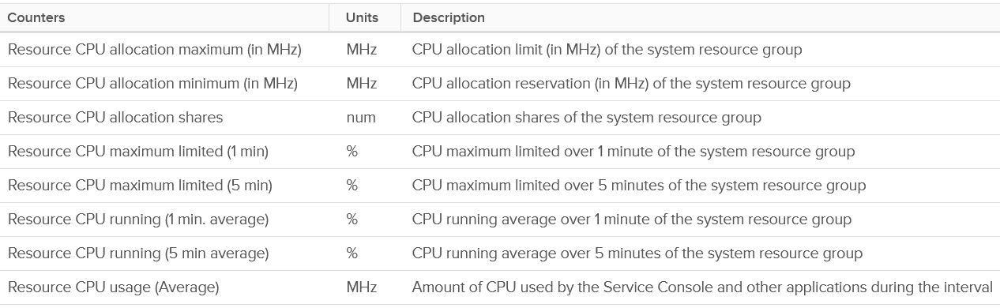 Counters Units Description
Resource CPU allocation maximum (in MHz) MHz CPU allocation limit (in MHz) of the system resource group
Resource CPU allocation minimum (in MHz) MHz CPU allocation reservation (in MHz) of the system resource group
Resource CPU allocation shares num CPU allocation shares of the system resource group
Resource CPU maximum limited (1 min) % CPU maximum limited over 1 minute of the system resource group
Resource CPU maximum limited (5 min) % CPU maximum limited over 5 minutes of the system resource group
Resource CPU running (1 min. average) % CPU running average over 1 minute of the system resource group
Resource CPU running (5 min average) % CPU running average over 5 minutes of the system resource group
Resource CPU usage (Average) MHz Amount of CPU used by the Service Console and other applications during the interval